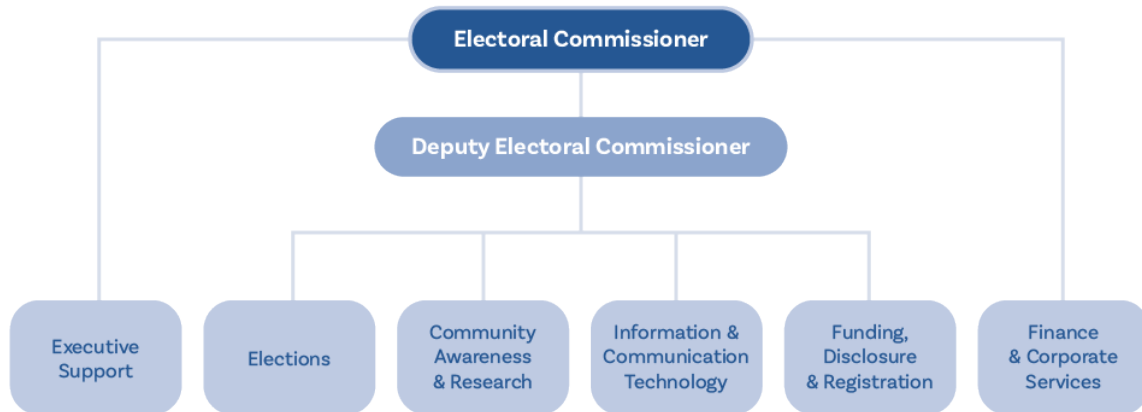 Electoral Commissioner
Deputy Electoral Commissioner
Executive
Support
Elections
Community
Awareness
& Research
Information &
Communication
Technology
Funding,
Disclosure
& Registration
Finance
& Corporate
Services